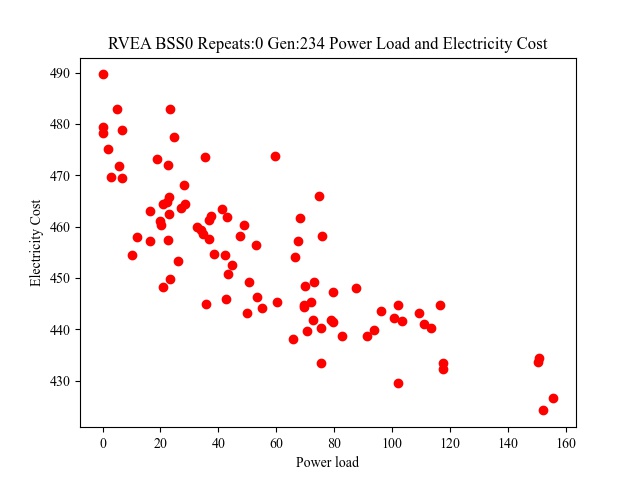 RVEA BSS0 Repeats:0 Gen:234 Power Load and Electricity Cost
490
480
470
460
450
440
430
Electricity Cost
0 20 40 60 80 100 120 140 160
Power load